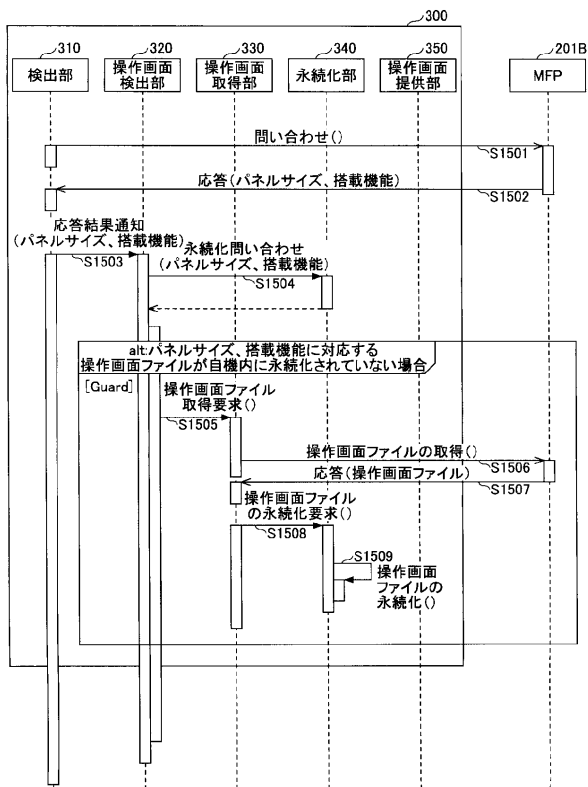 300
310
320
330
340
350
201B
検出部
操作画面
検出部
操作画面
取得部
永続化部
操作画面
提供部
MFP
問い合わせ()
S1501
応答(パネルサイズ、搭載機能)
S1502
応答結果通知
(パネルサイズ、搭載機能)
S1503
永続化問い合わせ
(パネルサイズ、搭載機能)
S1504
alt:パネルサイズ、搭載機能に対応する
操作画面ファイルが自機内に永続化されていない場合
[Guard]
操作画面ファイル
取得要求()
S1505
操作画面ファイルの取得()
S1506
応答(操作画面ファイル)
S1507
操作画面ファイル
の永続化要求()
S1508
S1509
操作画面
ファイルの
永続化()